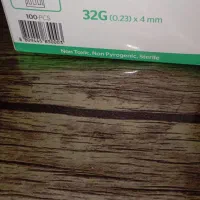 100 PCS
32G (0,23) x 4 mm
Non Toxic, Non Pyrogenic, Sterile